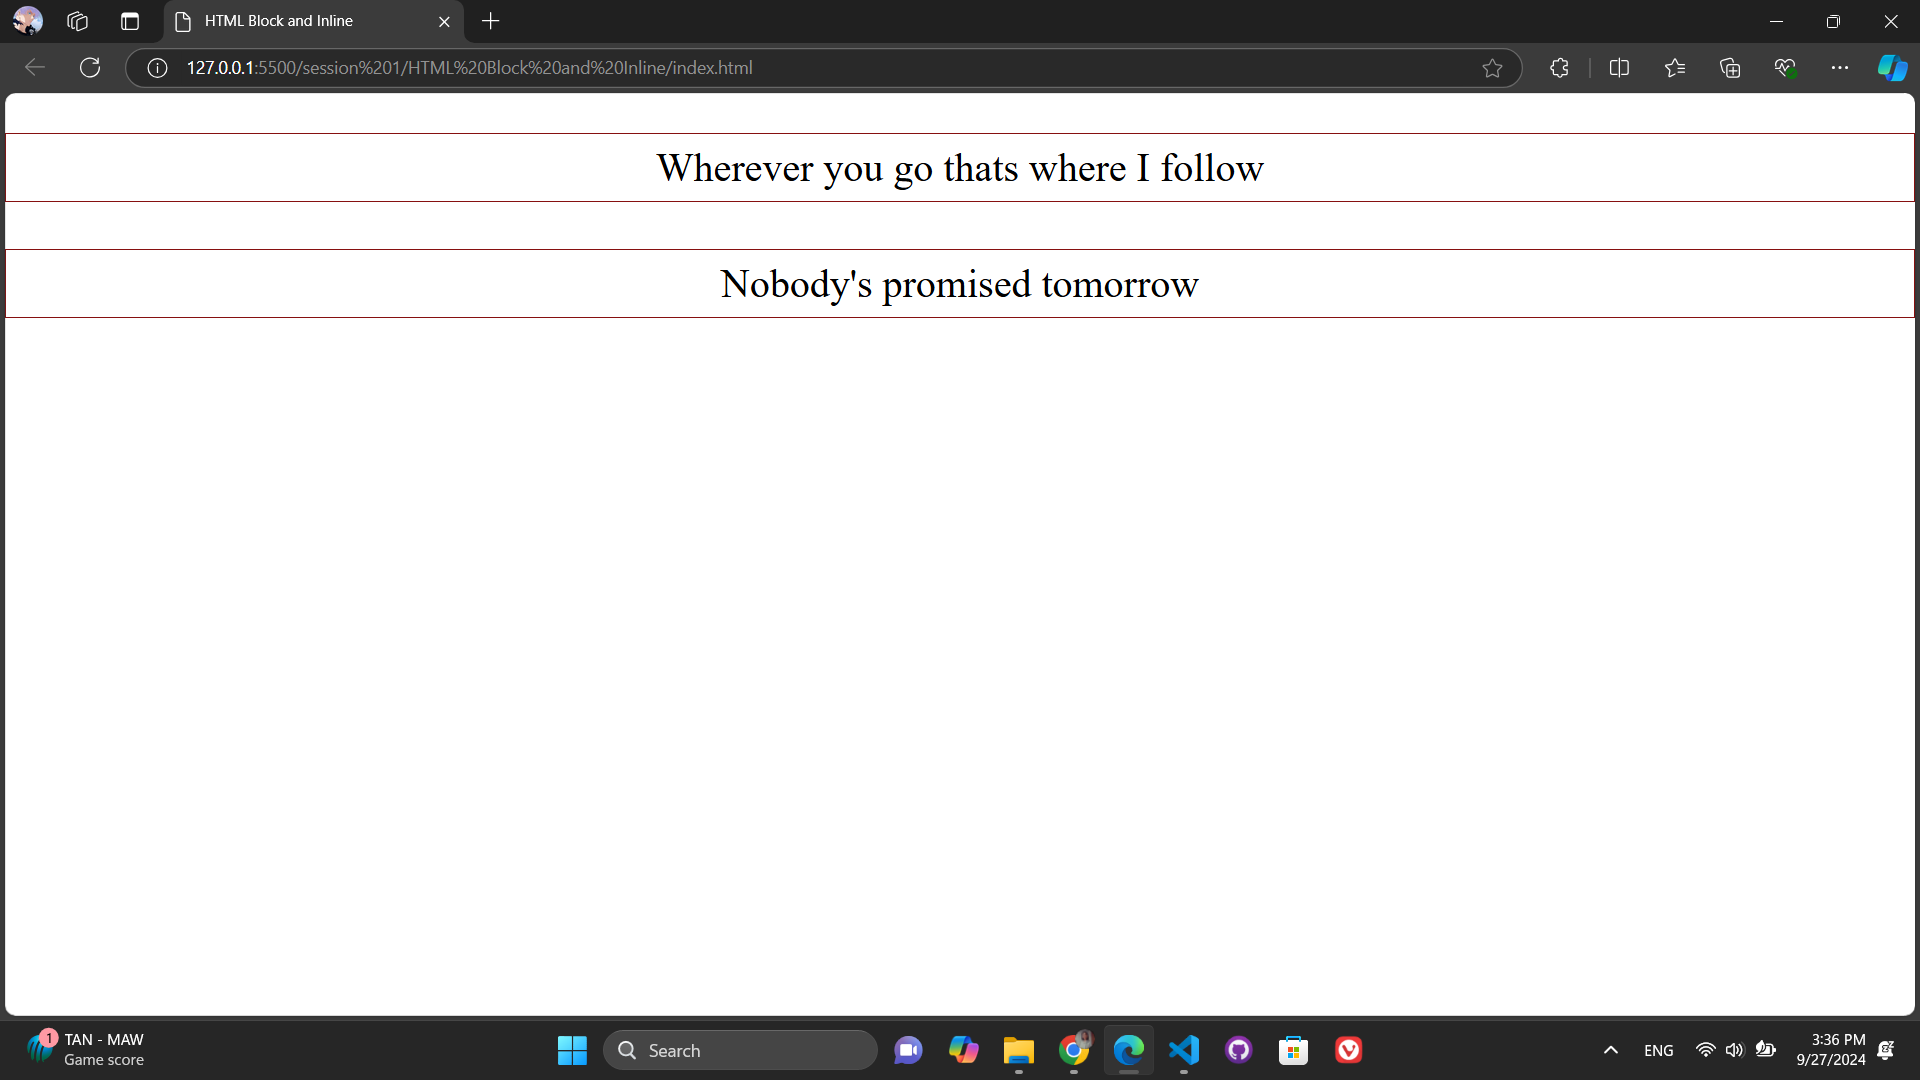 HTML Block and Inline
127.0.0.1:5500/session%201/HTML%20Block%20and%20Inline/index.html
Wherever you go thats where I follow
Nobody's promised tomorrow
1
TAN - MAW
Game score
Search
ENG
3:36 PM
9/27/2024